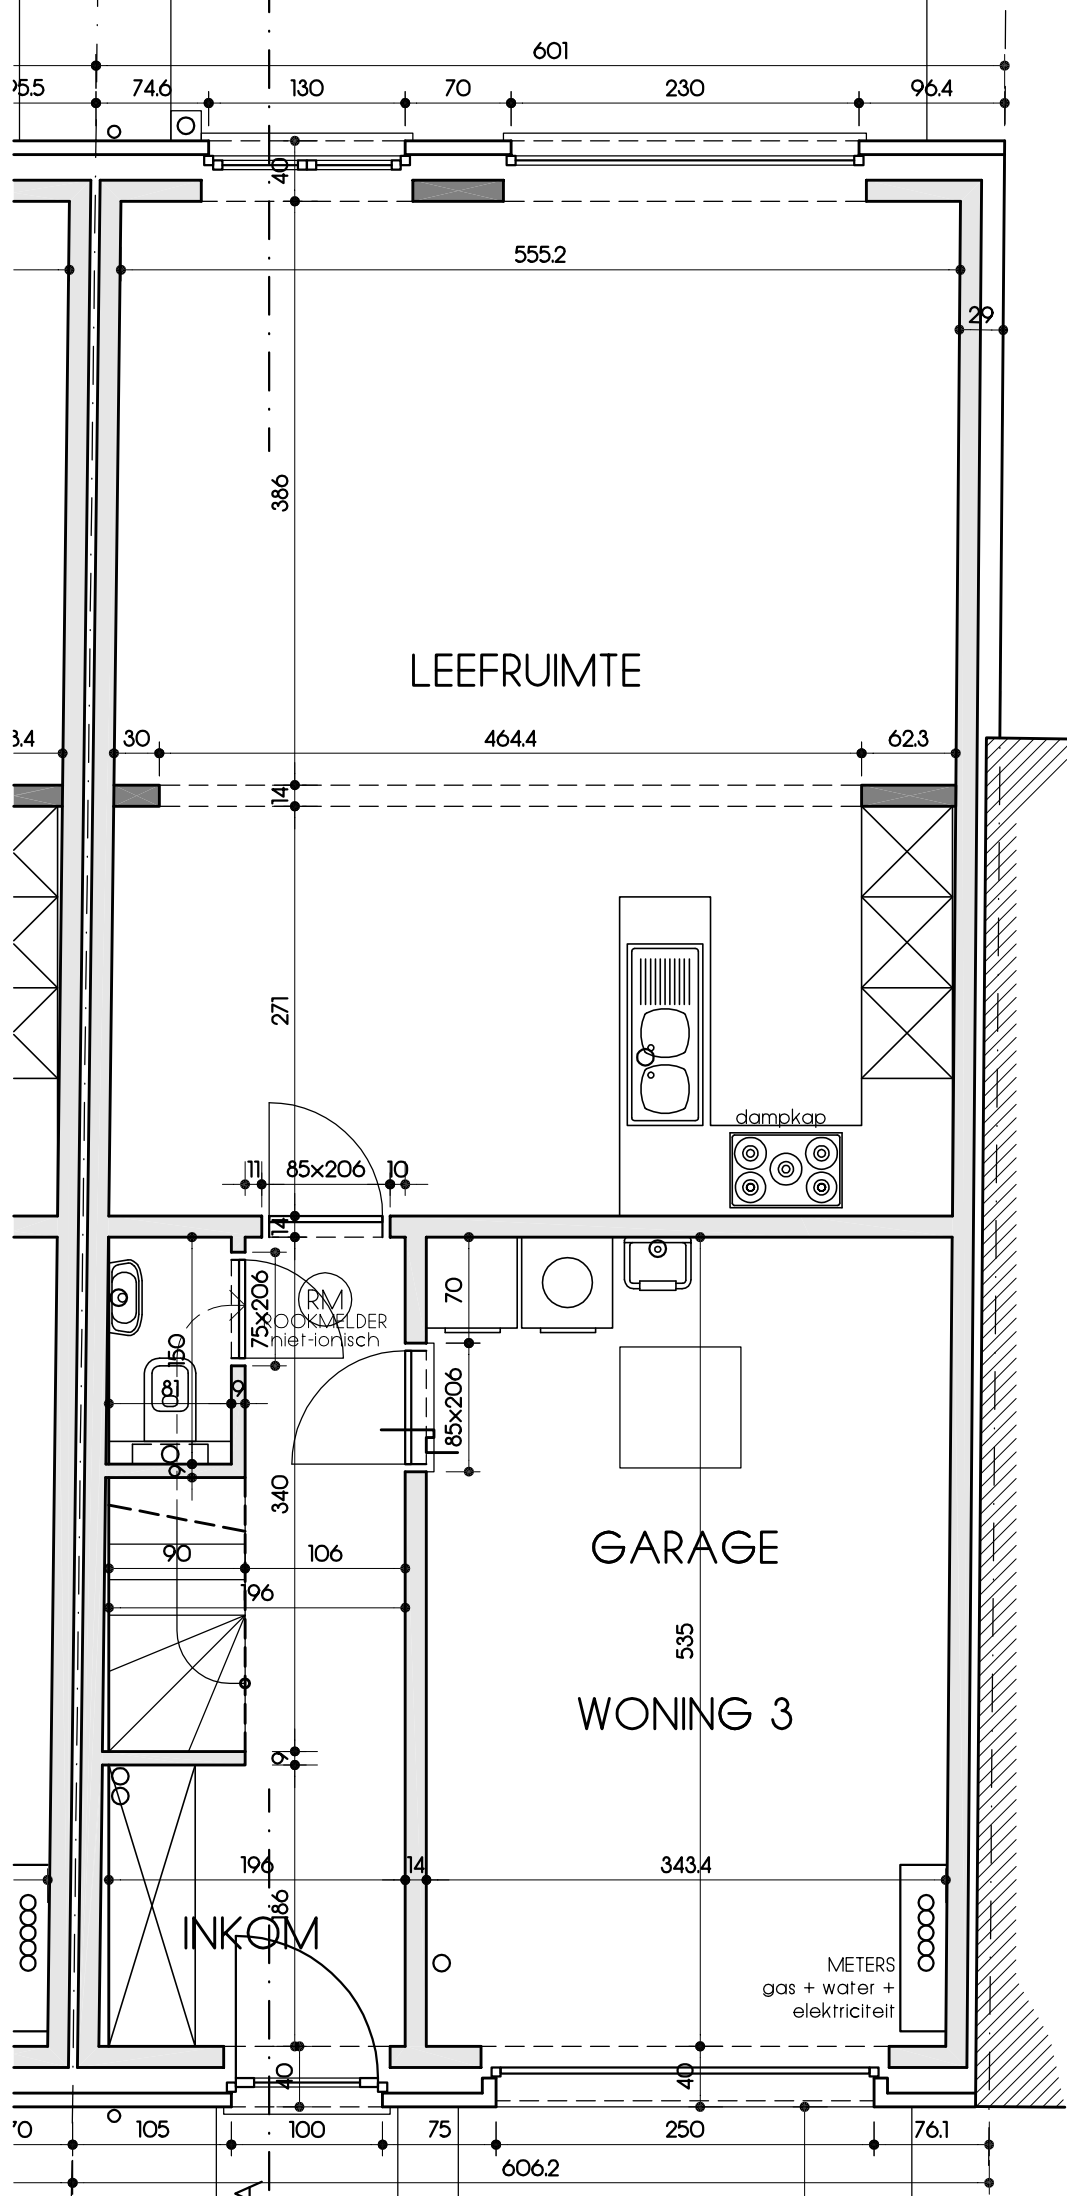 601
95.5 74.6 130 70 230 96.4
40
555.2
29
386
LEEFRUIMTE
3.4 30 464.4 62.3
14
271
dampkap
11 85x206 10
14
75x206
RM
ROOKMELDER
niet-ionisch
70
150
81 9
85x206
90
340
GARAGE
90 106
196
535
WONING 3
9
196 14 343.4
186
INKOM
METERS
gas + water +
elektriciteit
40 40
70 105 100 75 250 76.1
606.2
A